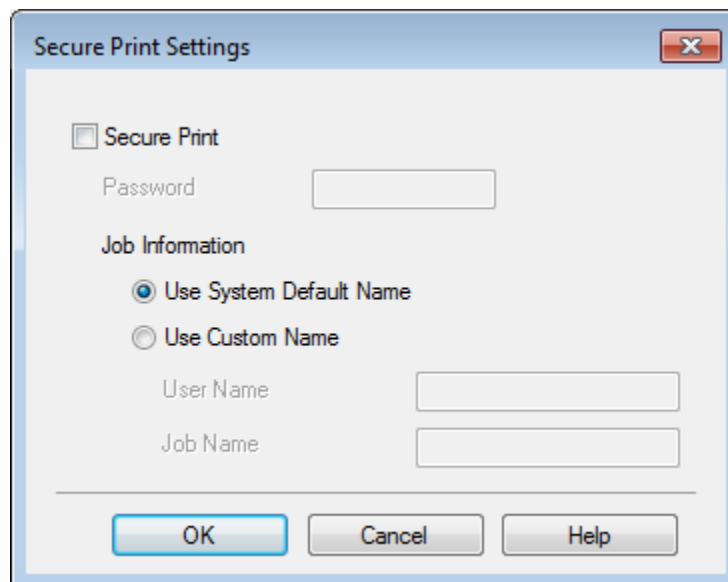 Secure Print Settings
Secure Print
Password
Job Information
Use System Default Name
Use Custom Name
User Name
Job Name
OK Cancel Help